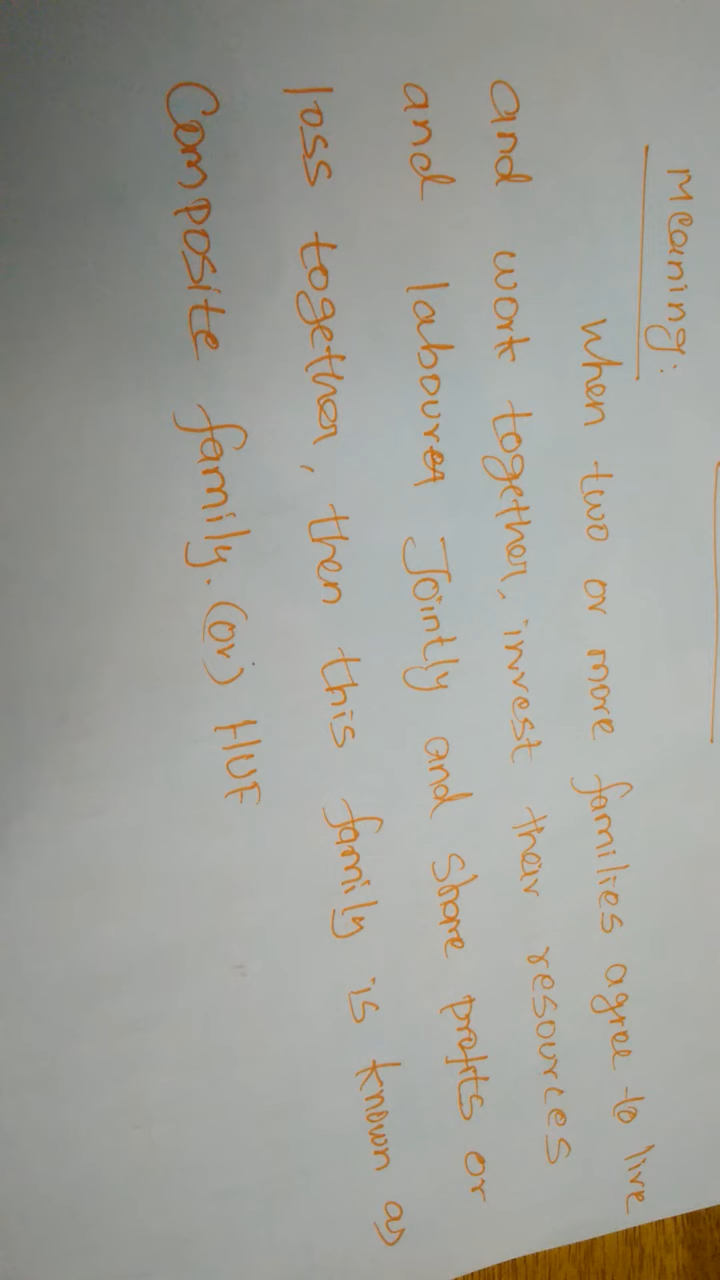 Meaning:
When two or more families agree to live
and work together, invest their resources
and labourer Jointly and share profits or
loss together, then this family is known as
Composite family. (or) HUF